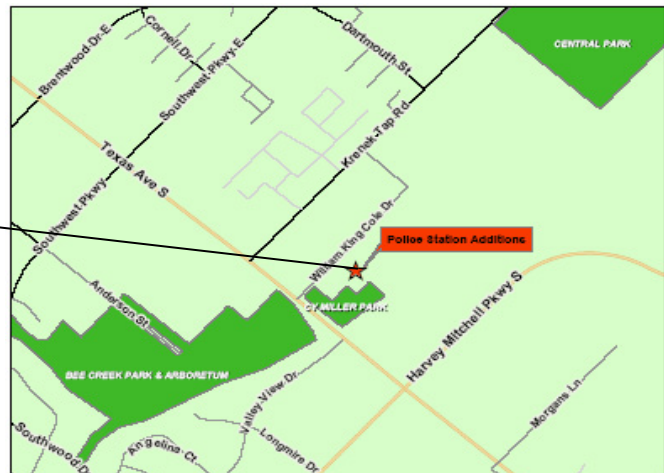 Brentwood Dr E
Cornell Dr
Southwest Pkwy E
Dartmouth St
CENTRAL PARK
Krenek-Tap Rd
Texas Ave S
Southwest Pkwy
William King Cole Dr
Police Station Additions
Anderson St
CY MILLER PARK
Harvey Mitchell Pkwy S
BEE CREEK PARK & ARBORETUM
Valley View Dr
Morgans Ln
Southwood D
Angelina Ct
Longmire Dr